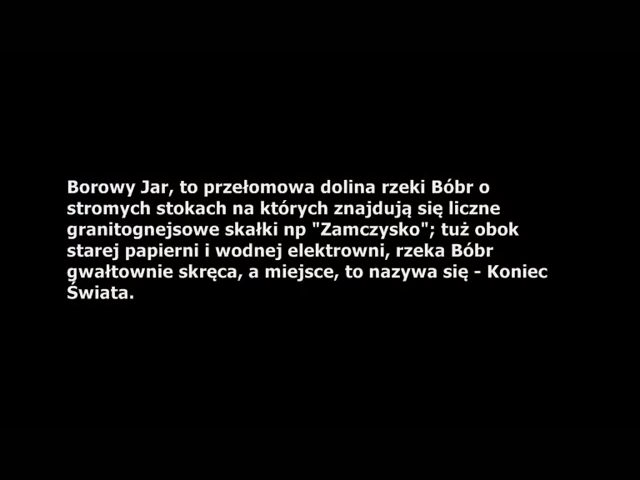 Borowy Jar, to przełomowa dolina rzeki Bóbr o
stromych stokach na których znajdują się liczne
granitognejsowe skałki np "Zamczysko"; tuż obok
starej papierni i wodnej elektrowni, rzeka Bóbr
gwałtownie skręca, a miejsce, to nazywa się - Koniec
Świata.